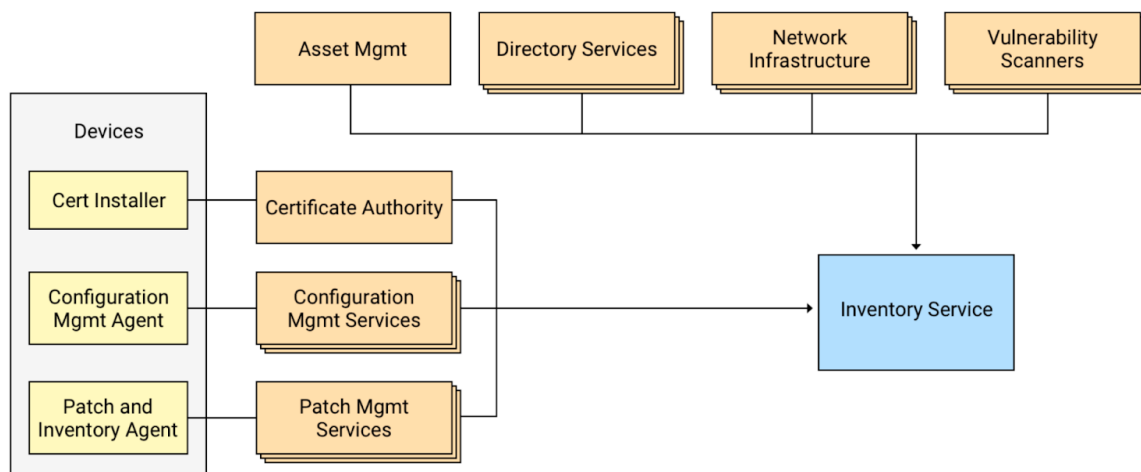 Asset Mgmt
Directory Services
Network
Infrastructure
Vulnerability
Scanners
Devices
Cert Installer
Certificate Authority
Configuration
Mgmt Agent
Configuration
Mgmt Services
Inventory Service
Patch and
Inventory Agent
Patch Mgmt
Services